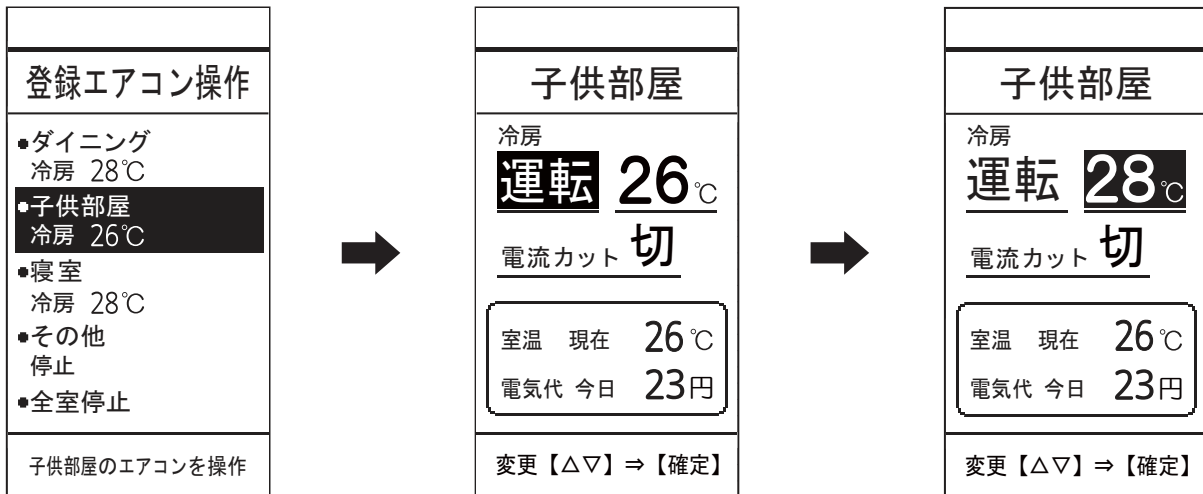 登録エアコン操作
●ダイニング
冷房 28℃
●子供部屋
冷房 26℃
●寝室
冷房 28℃
●その他
停止
●全室停止
子供部屋のエアコンを操作
子供部屋
冷房
運転 26℃
電流カット 切
室温 現在 26℃
電気代 今日 23円
変更【△▽】⇒【確定】
子供部屋
冷房
運転 28℃
電流カット 切
室温 現在 26℃
電気代 今日 23円
変更【△▽】⇒【確定】